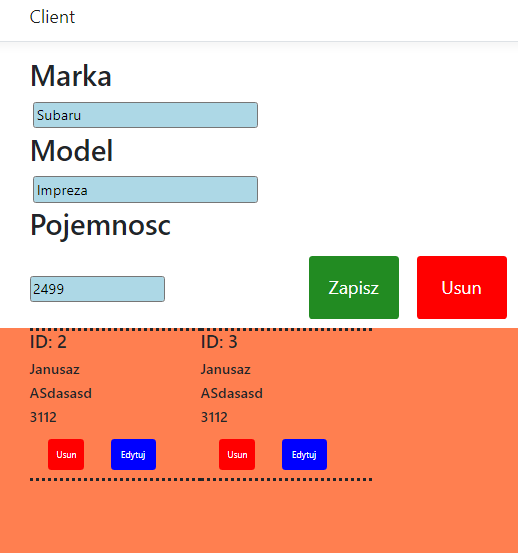 Client
Marka
Subaru
Model
Impreza
Pojemnosc
2499
Zapisz
Usun
ID: 2
Janusaz
ASdasasd
3112
Usun
Edytuj
ID: 3
Janusaz
ASdasasd
3112
Usun
Edytuj